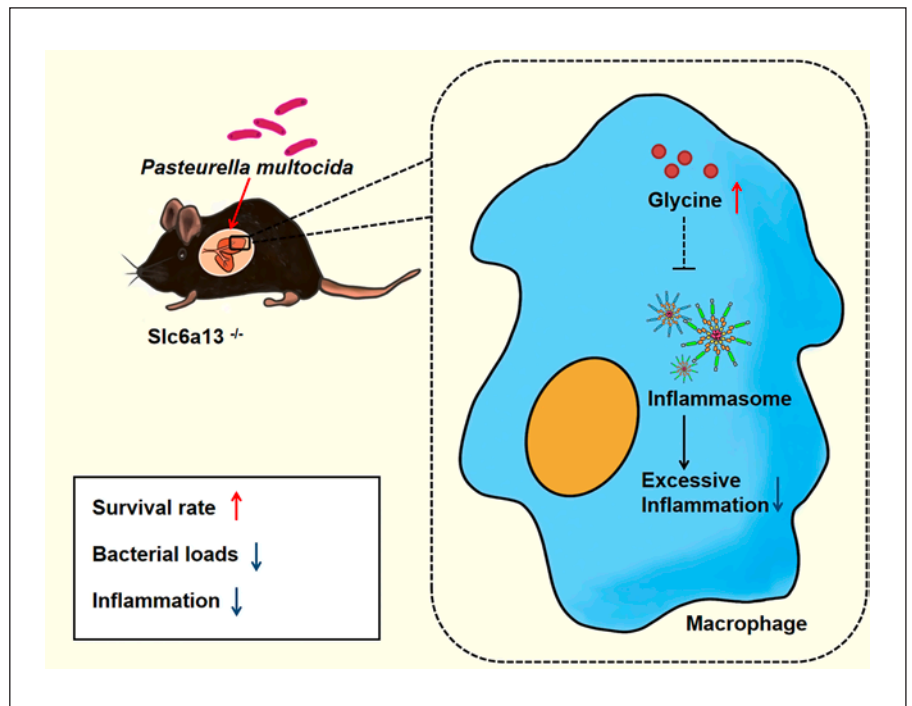 Pasteurella multocida
Slc6a13 -/-
Survival rate ↑
Bacterial loads ↓
Inflammation ↓
Glycine ↑
Inflammasome
Excessive
Inflammation ↓
Macrophage